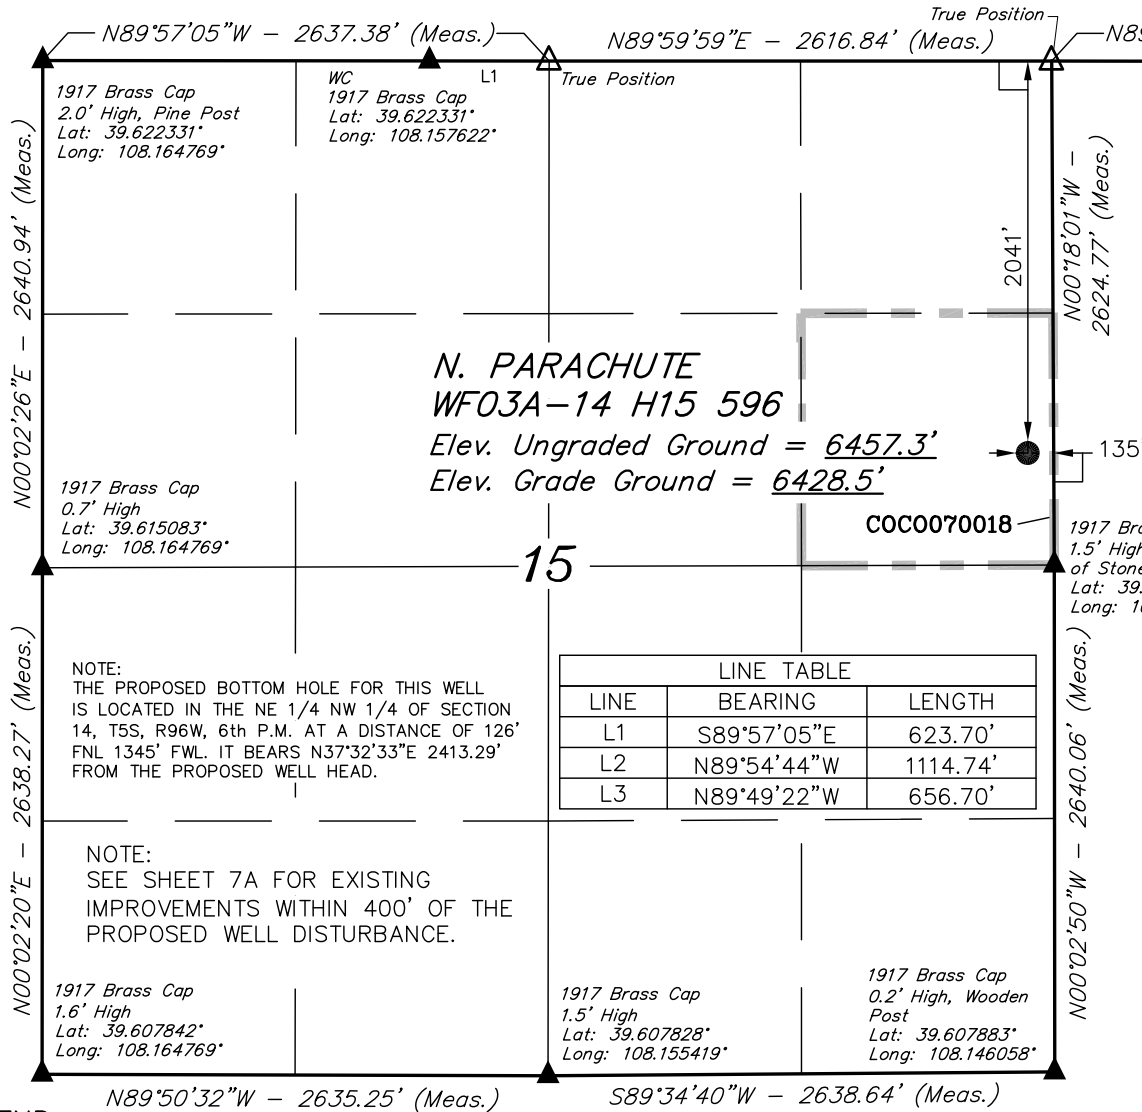 True Position
N89°57'05"W - 2637.38' (Meas.)
N89°59'59"E - 2616.84' (Meas.)
1917 Brass Cap
2.0' High, Pine Post
Lat: 39.622331°
Long: 108.164769°
WC
1917 Brass Cap
Lat: 39.622331°
Long: 108.157622°
L1
True Position
N00°02'26"E - 2640.94' (Meas.)
N00°18'01"W -
2624.77' (Meas.)
2041'
N. PARACHUTE
WF03A-14 H15 596
Elev. Ungraded Ground = 6457.3'
Elev. Grade Ground = 6428.5'
135
COC0070018
1917 Brass Cap
0.7' High
Lat: 39.615083°
Long: 108.164769°
15
1.5' High
of Stone
Lat: 39.
Long:
NOTE:
THE PROPOSED BOTTOM HOLE FOR THIS WELL
IS LOCATED IN THE NE 1/4 NW 1/4 OF SECTION
14, T5S, R96W, 6th P.M. AT A DISTANCE OF 126'
FNL 1345' FWL. IT BEARS N37°32'33"E 2413.29'
FROM THE PROPOSED WELL HEAD.
LINE TABLE
LINE BEARING LENGTH
L1 S89°57'05"E 623.70'
L2 N89°54'44"W 1114.74'
L3 N89°49'22"W 656.70'
N00°02'20"E - 2638.27' (Meas.)
N00°02'50"W - 2640.06' (Meas.)
NOTE:
SEE SHEET 7A FOR EXISTING
IMPROVEMENTS WITHIN 400' OF THE
PROPOSED WELL DISTURBANCE.
1917 Brass Cap
1.6' High
Lat: 39.607842°
Long: 108.164769°
1917 Brass Cap
1.5' High
Lat: 39.607828°
Long: 108.155419°
1917 Brass Cap
0.2' High, Wooden
Post
Lat: 39.607883°
Long: 108.146058°
N89°50'32"W - 2635.25' (Meas.)
S89°34'40"W - 2638.64' (Meas.)